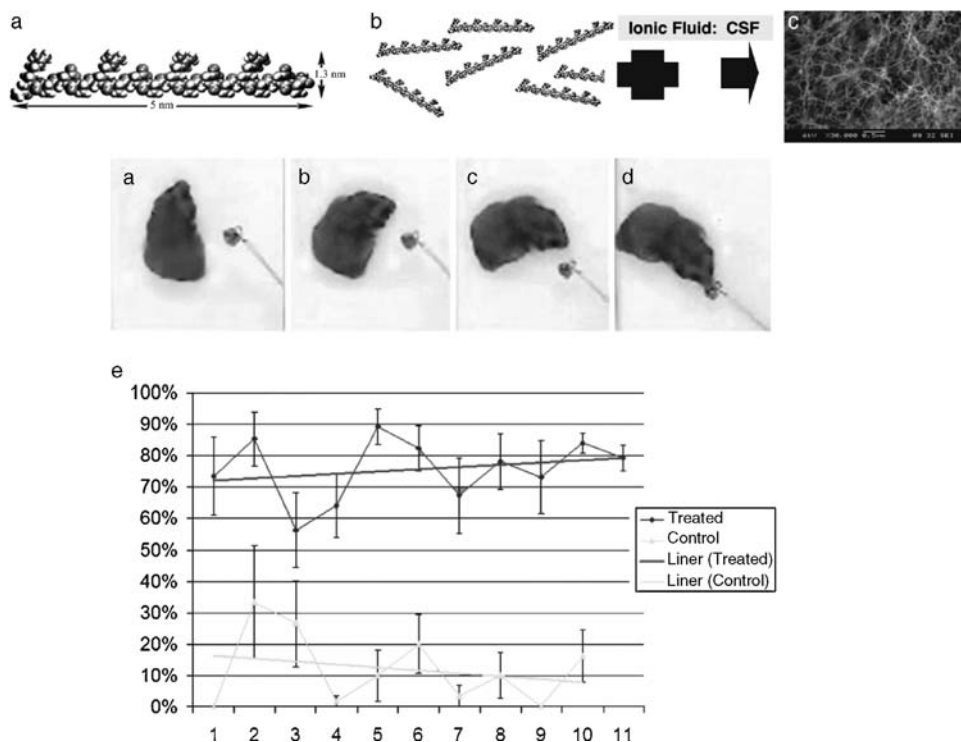 a
b
Ionic Fluid: CSF
c
1.3 nm
5 nm
a
b
c
d
e
100%
90%
80%
70%
60%
50%
40%
30%
20%
10%
0%
1 2 3 4 5 6 7 8 9 10 11
Treated
Control
Liner (Treated)
Liner (Control)